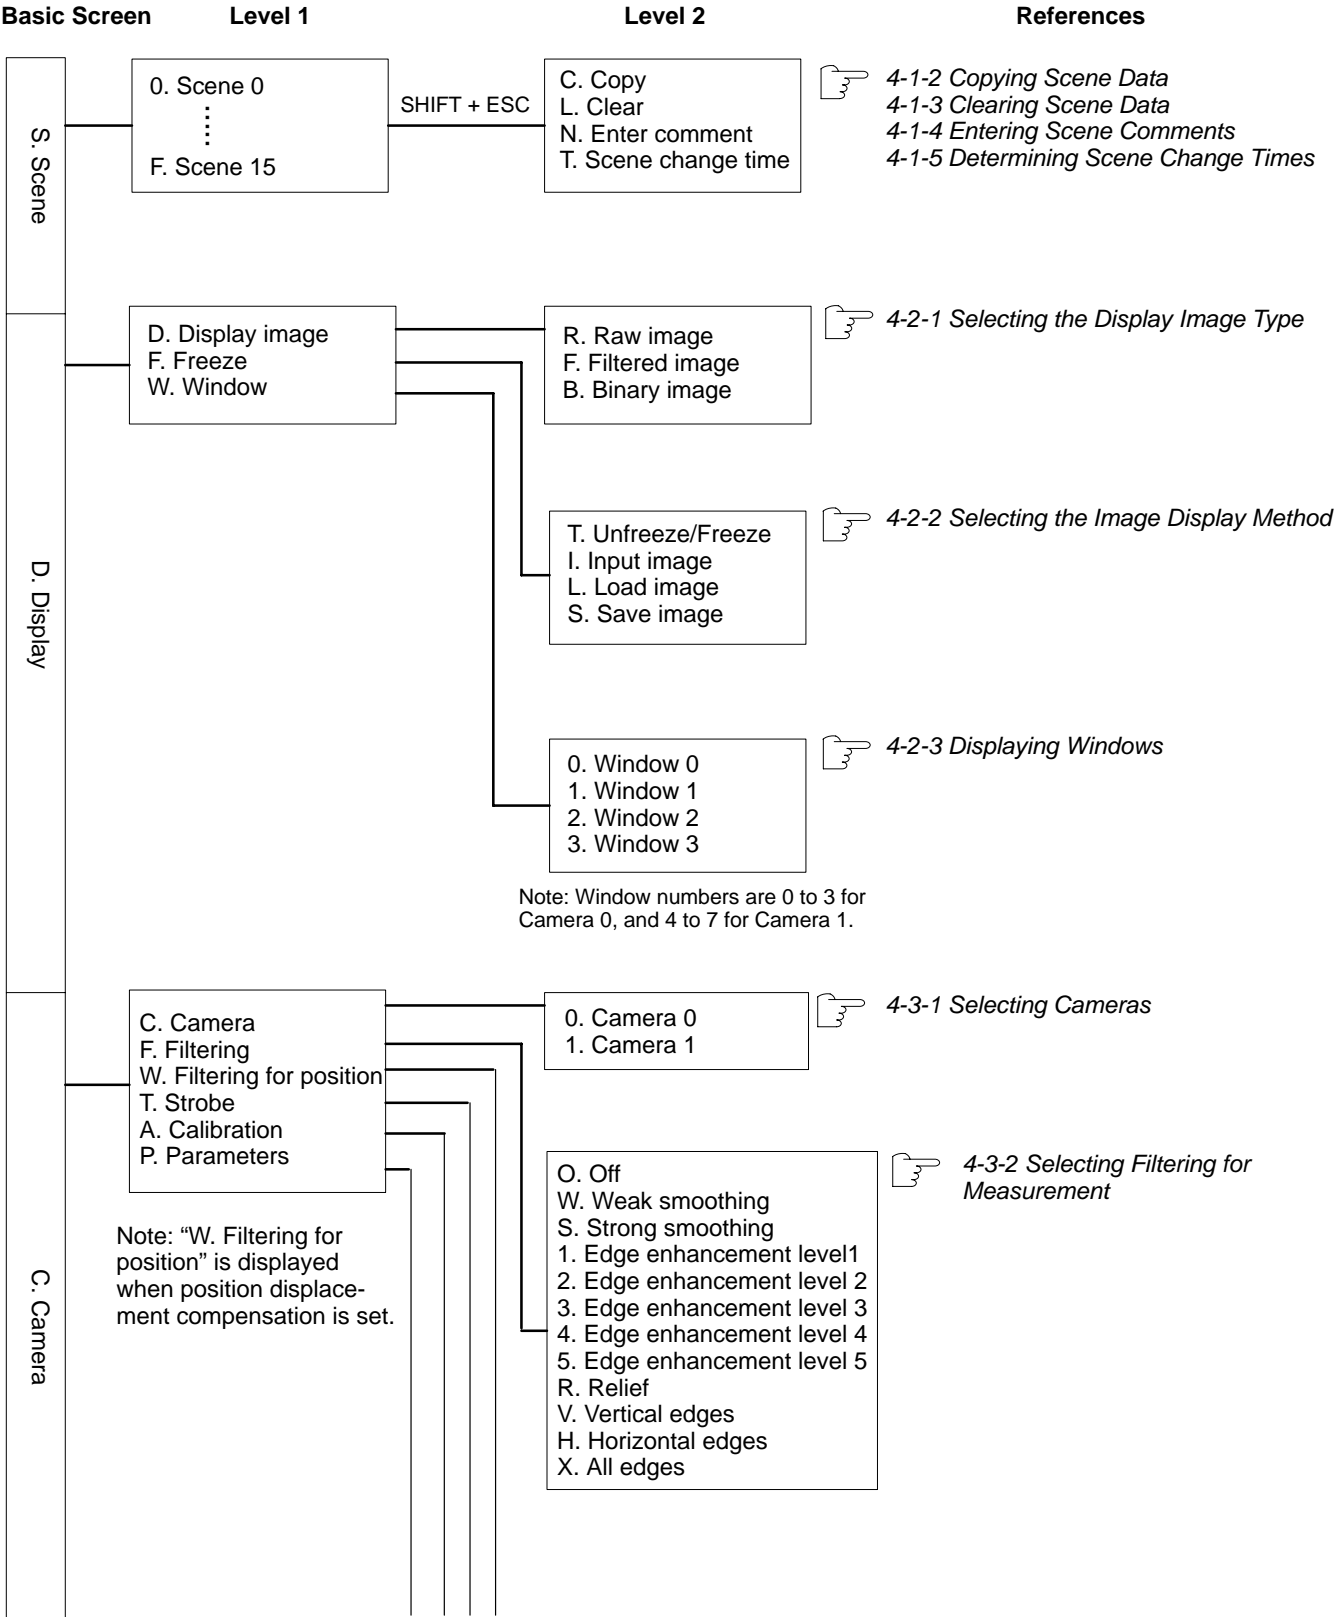 Basic Screen Level 1 Level 2 References
S. Scene
0. Scene 0
F. Scene 15
SHIFT + ESC
C. Copy
L. Clear
N. Enter comment
T. Scene change time
4-1-2 Copying Scene Data
4-1-3 Clearing Scene Data
4-1-4 Entering Scene Comments
4-1-5 Determining Scene Change Times
D. Display
D. Display image
F. Freeze
W. Window
R. Raw image
F. Filtered image
B. Binary image
4-2-1 Selecting the Display Image Type
T. Unfreeze/Freeze
I. Input image
L. Load image
S. Save image
4-2-2 Selecting the Image Display Method
0. Window 0
1. Window 1
2. Window 2
3. Window 3
4-2-3 Displaying Windows
Note: Window numbers are 0 to 3 for
Camera 0, and 4 to 7 for Camera 1.
C. Camera
C. Camera
F. Filtering
W. Filtering for position
T. Strobe
A. Calibration
P. Parameters
Note: “W. Filtering for
position” is displayed
when position displace-
ment compensation is set.
0. Camera 0
1. Camera 1
4-3-1 Selecting Cameras
O. Off
W. Weak smoothing
S. Strong smoothing
1. Edge enhancement level1
2. Edge enhancement level 2
3. Edge enhancement level 3
4. Edge enhancement level 4
5. Edge enhancement level 5
R. Relief
V. Vertical edges
H. Horizontal edges
X. All edges
4-3-2 Selecting Filtering for
Measurement